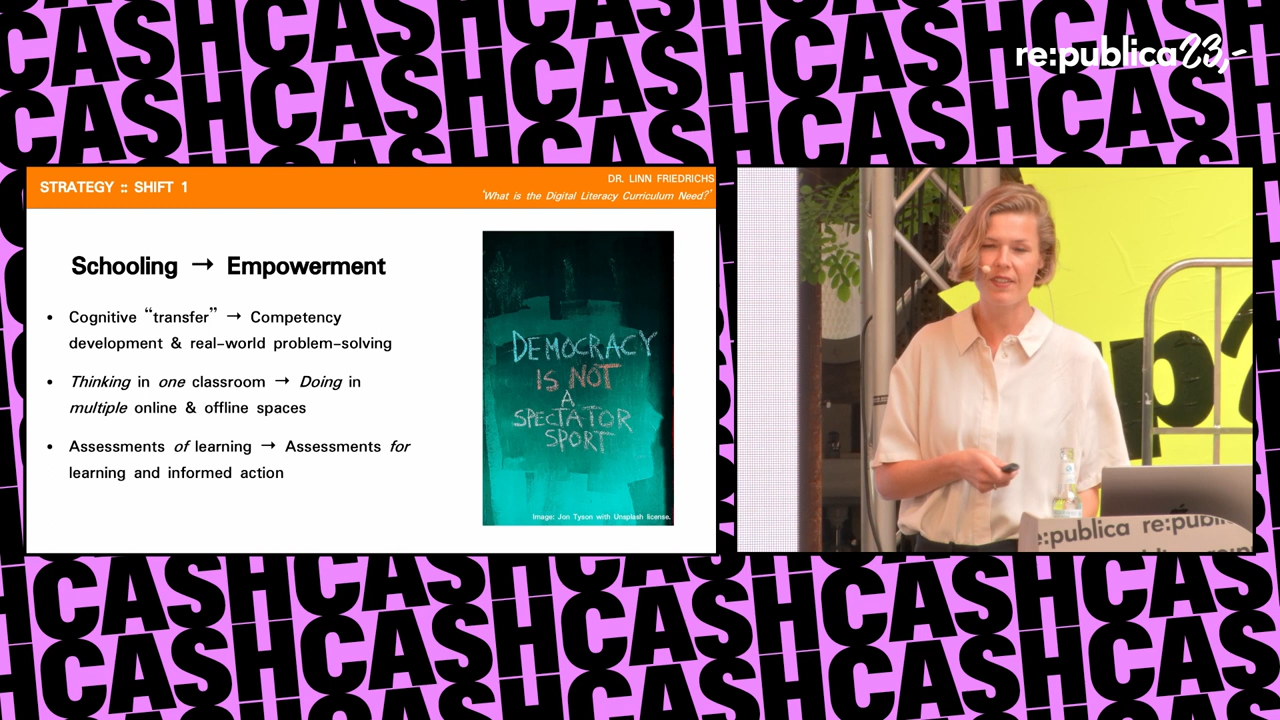 CASHCASHCASHCASH
re:publica23,-
STRATEGY :: SHIFT 1
DR. LINN FRIEDRICHS
'What is the Digital Literacy Curriculum Need?'
Schooling → Empowerment
• Cognitive “transfer” → Competency
development & real-world problem-solving
• Thinking in one classroom → Doing in
multiple online & offline spaces
• Assessments of learning → Assessments for
learning and informed action
DEMOCRACY
IS NOT
A
SPECTATOR
SPORT
Image: Jon Tyson with Unsplash license.
e:publica re:publi